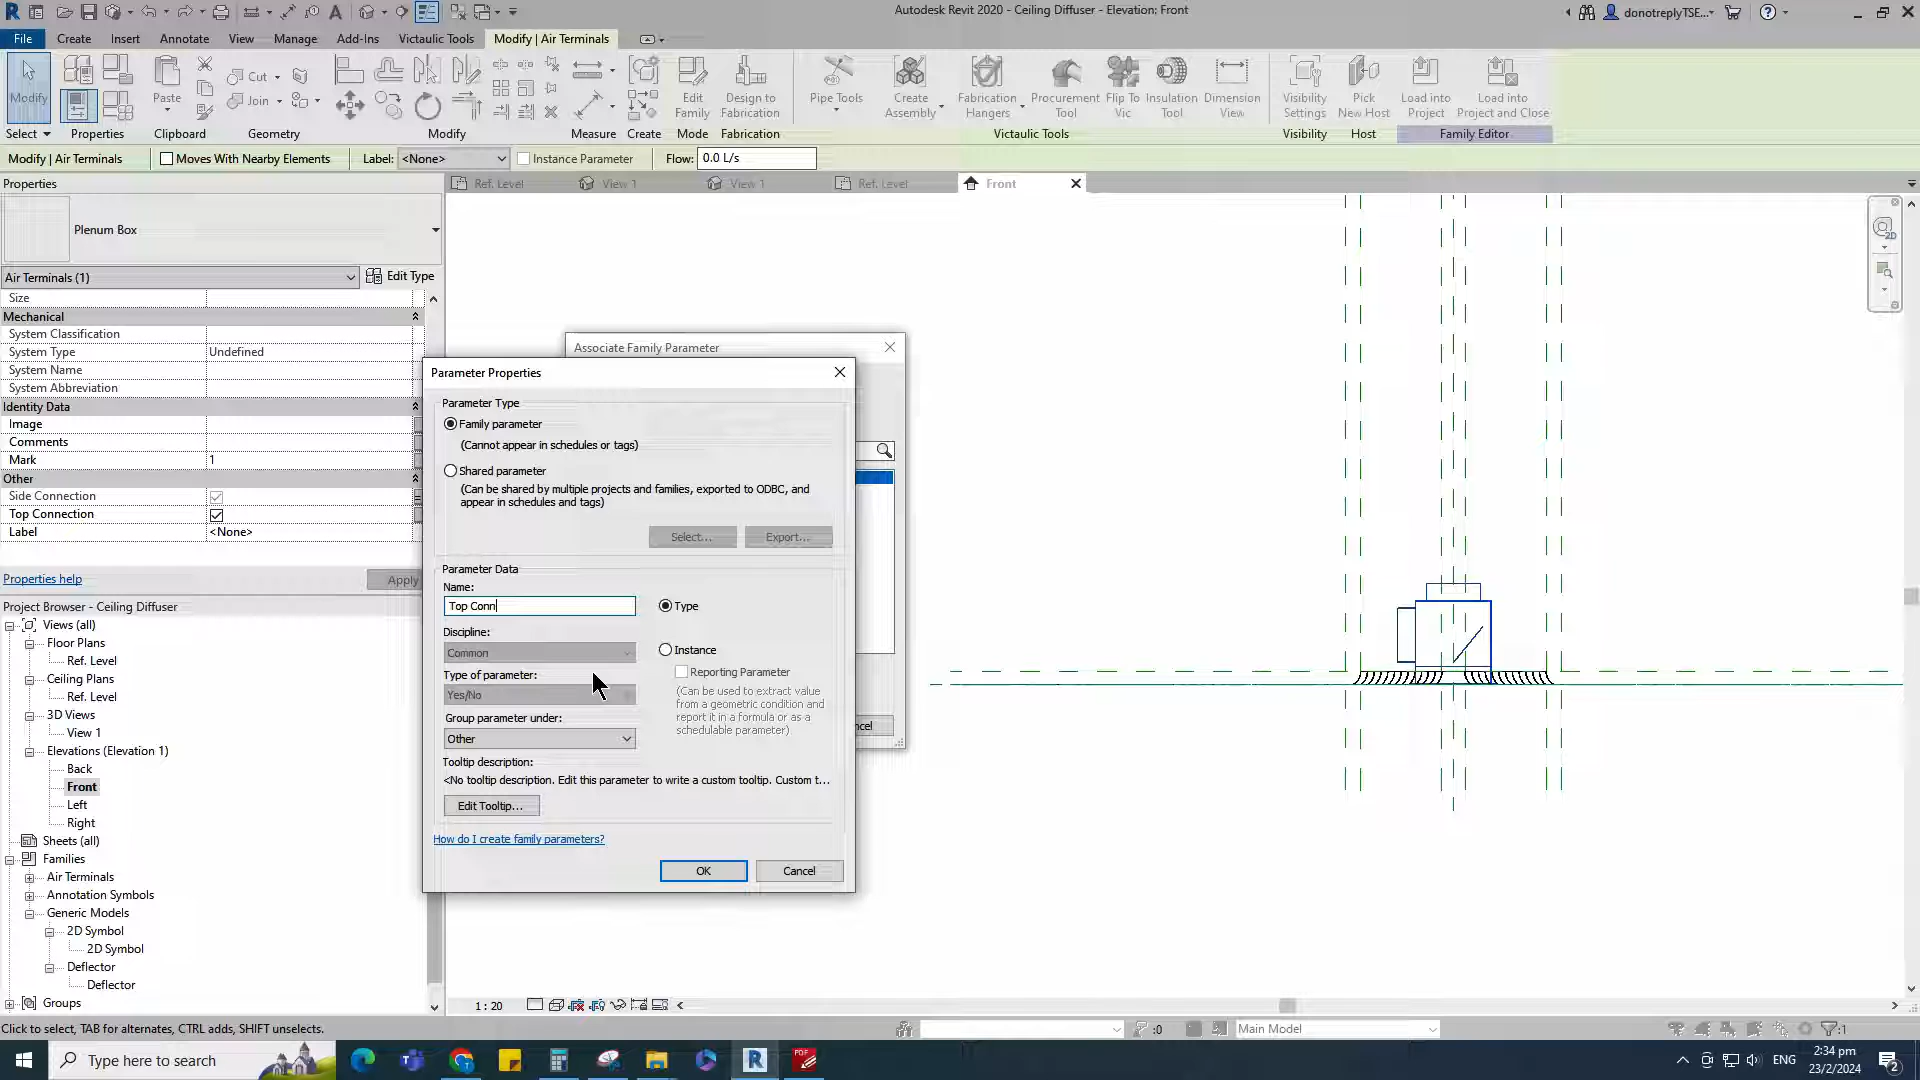 Autodesk Revit 2020 - Ceiling Diffuser - Elevation: Front
donotreplyTSE...
File Create Insert Annotate View Manage Add-Ins Victaulic Tools Modify | Air Terminals
Modify Paste Cut Join Edit Family Design to Fabrication Pipe Tools Create Assembly Fabrication Hangers Procurement Tool Flip To Vic Insulation Tool Dimension View Visibility Settings Pick New Host Load into Project Load into Project and Close
Select Properties Clipboard Geometry Modify Measure Create Mode Fabrication Victaulic Tools Visibility Host Family Editor
Modify | Air Terminals Moves With Nearby Elements Label: <None> Instance Parameter Flow: 0.0 L/s
Properties
Ref. Level View 1 View 1 Ref. Level Front
Plenum Box
Air Terminals (1) Edit Type
Size
Mechanical
System Classification
System Type Undefined
System Name
System Abbreviation
Identity Data
Image
Comments
Mark 1
Other
Side Connection
Top Connection
Label <None>
Properties help Apply
Project Browser - Ceiling Diffuser
Views (all)
Floor Plans
Ref. Level
Ceiling Plans
Ref. Level
3D Views
View 1
Elevations (Elevation 1)
Back
Front
Left
Right
Sheets (all)
Families
Air Terminals
Annotation Symbols
Generic Models
2D Symbol
2D Symbol
Deflector
Deflector
Groups
Associate Family Parameter
Parameter Properties
Parameter Type
Family parameter
(Cannot appear in schedules or tags)
Shared parameter
(Can be shared by multiple projects and families, exported to ODBC, and
appear in schedules and tags)
Select... Export...
Parameter Data
Name:
Top Conn
Type
Discipline:
Common
Instance
Reporting Parameter
Type of parameter:
Yes/No
(Can be used to extract value
from a geometric condition and
report it in a formula or as a
schedulable parameter)
Group parameter under:
Other
ncel
Tooltip description:
<No tooltip description. Edit this parameter to write a custom tooltip. Custom t...
Edit Tooltip...
How do I create family parameters?
OK Cancel
1 : 20
Click to select, TAB for alternates, CTRL adds, SHIFT unselects.
:0 Main Model :1
Type here to search
ENG
2:34 pm
23/2/2024
2